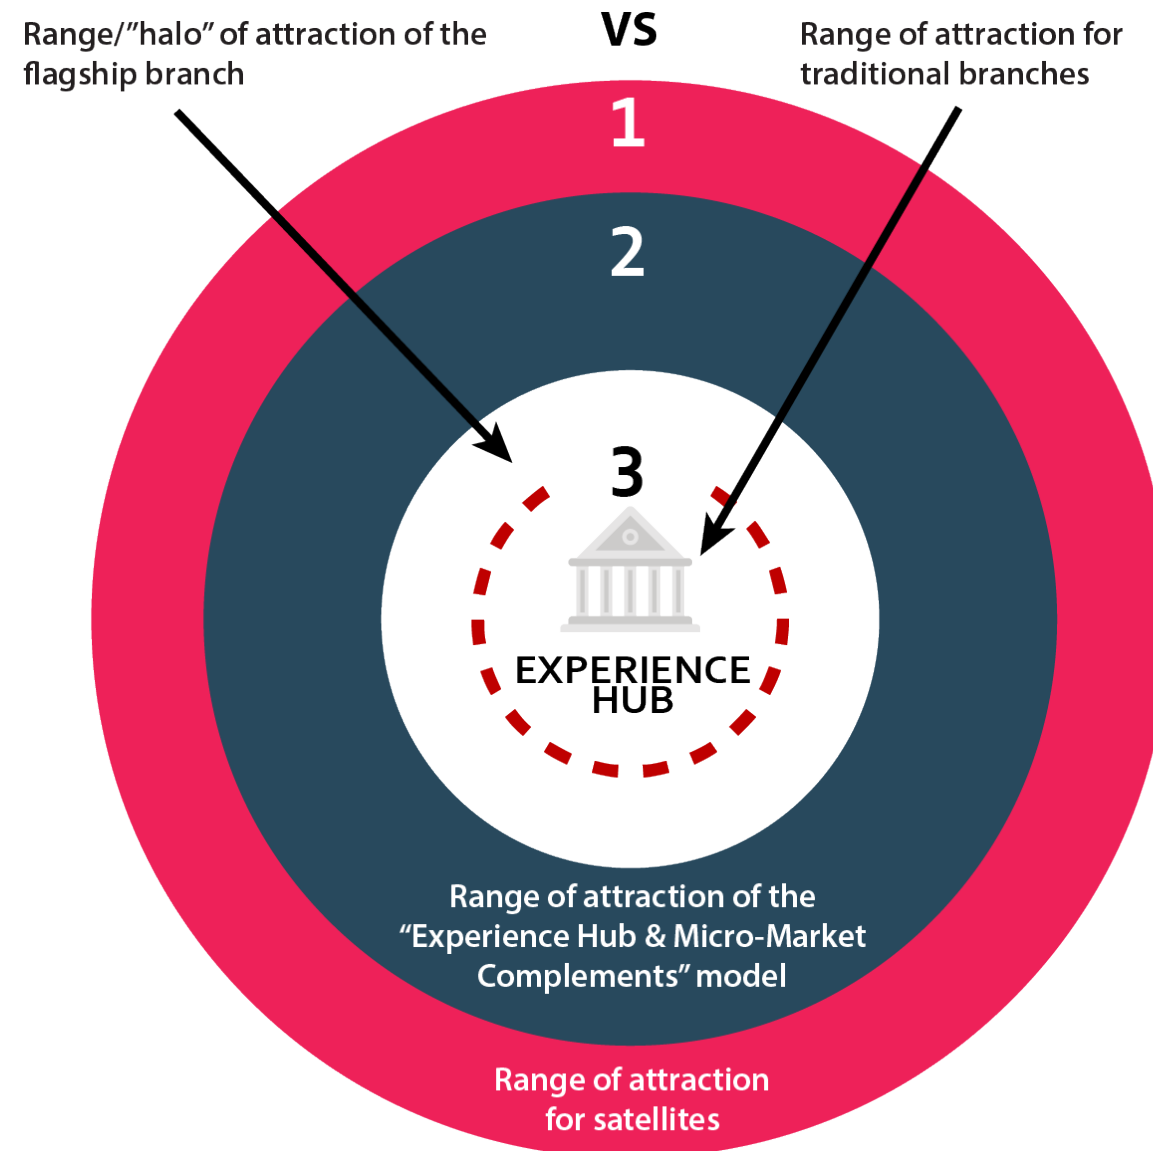 Range/”halo” of attraction of the
flagship branch
VS
Range of attraction for
traditional branches
1
2
3
EXPERIENCE
HUB
Range of attraction of the
“Experience Hub & Micro-Market
Complements” model
Range of attraction
for satellites